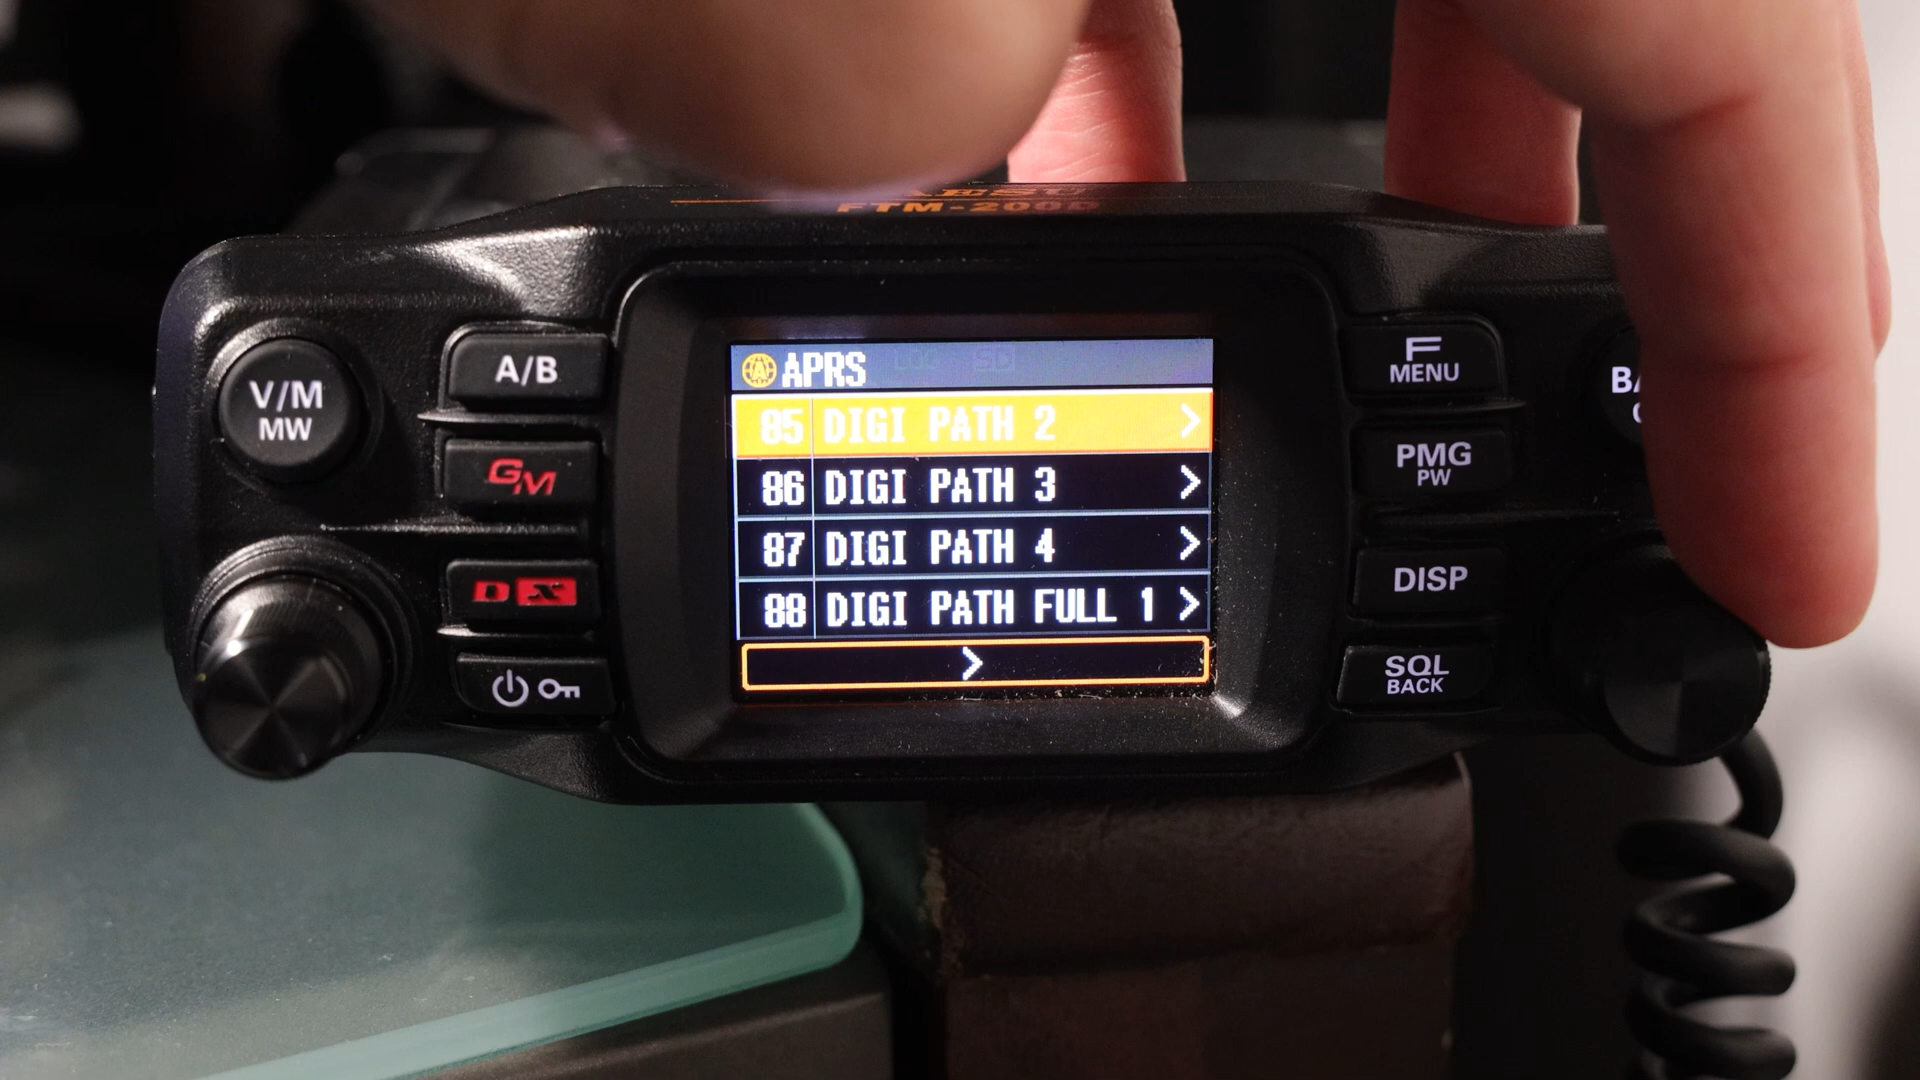 FTM-200D
V/M
MW
A/B
GM
DX
APRS
85 DIGI PATH 2 >
86 DIGI PATH 3 >
87 DIGI PATH 4 >
88 DIGI PATH FULL 1 >
>
F
MENU
PMG
PW
DISP
SQL
BACK